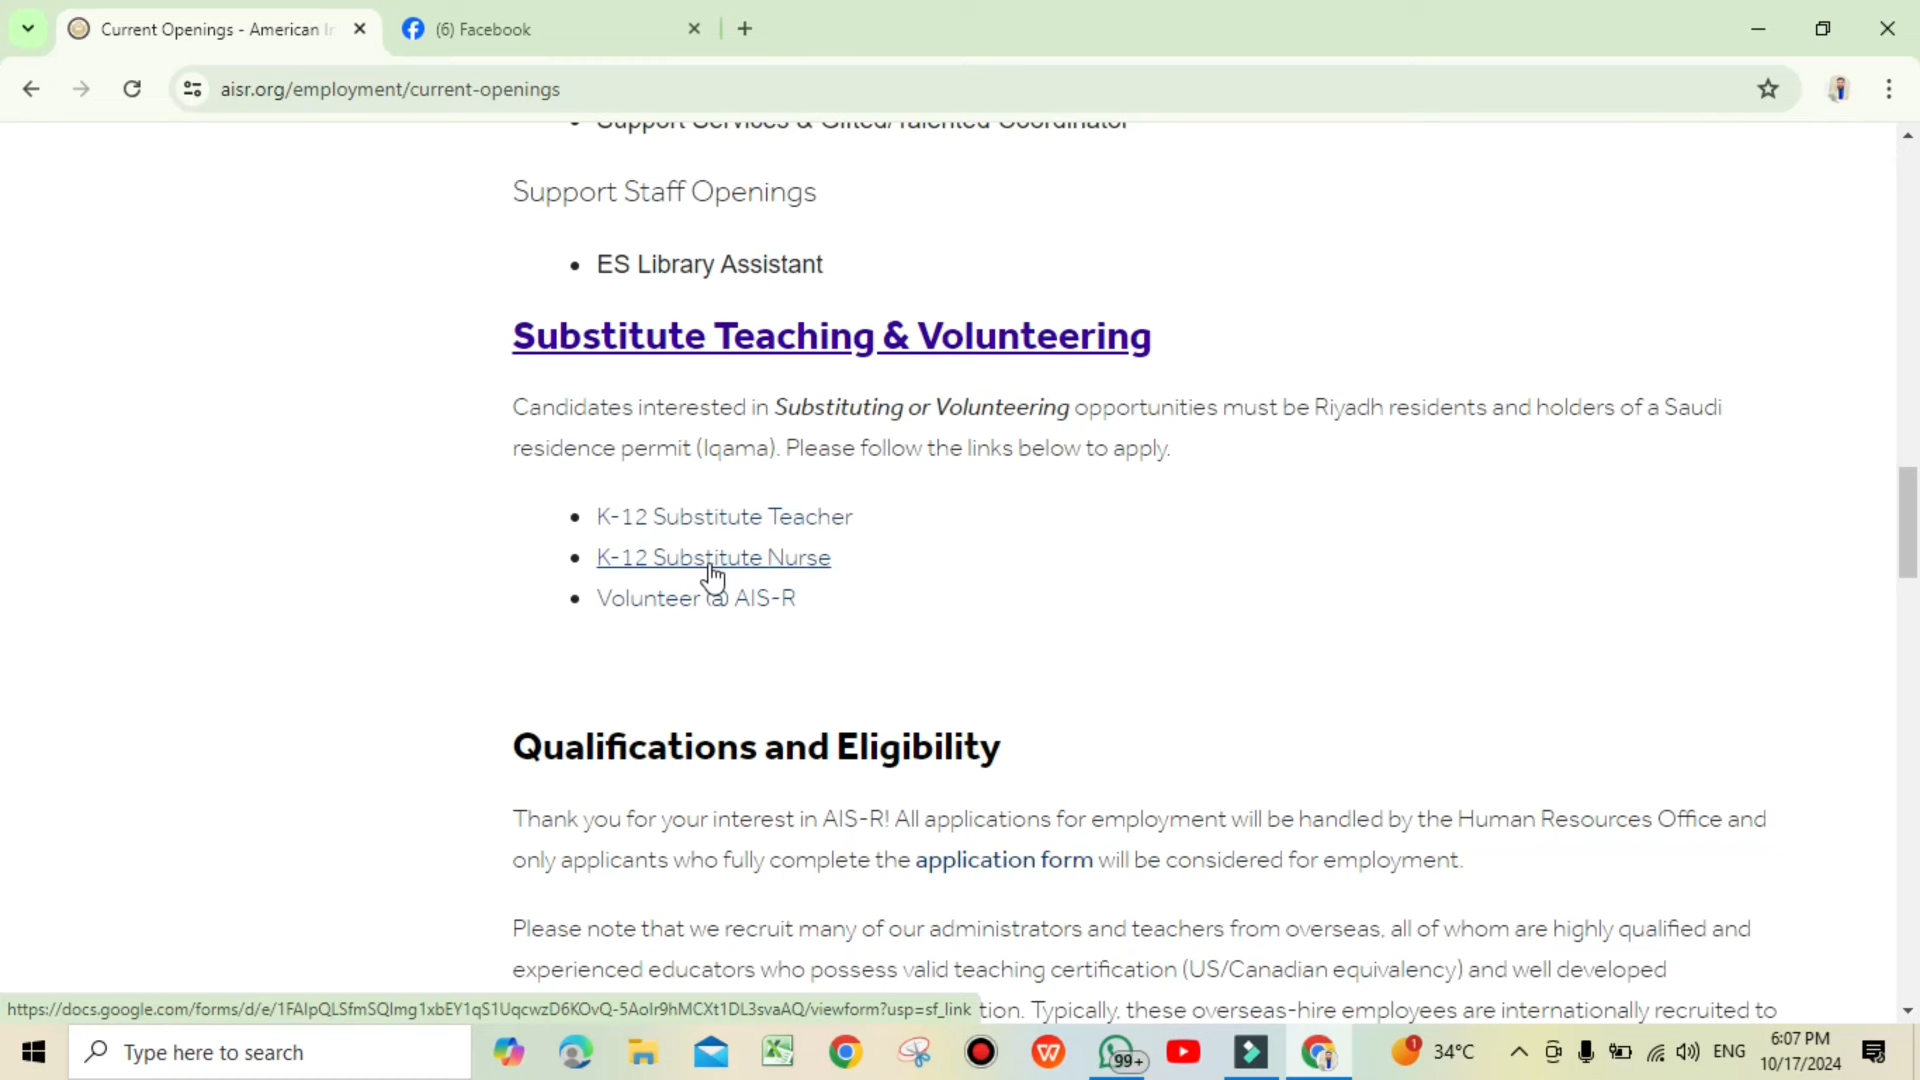 Current Openings - American In
(6) Facebook
aisr.org/employment/current-openings
Support Services & Gifted/Talented Coordinator
Support Staff Openings
ES Library Assistant
Substitute Teaching & Volunteering
Candidates interested in Substituting or Volunteering opportunities must be Riyadh residents and holders of a Saudi
residence permit (Iqama). Please follow the links below to apply.
K-12 Substitute Teacher
K-12 Substitute Nurse
Volunteer @ AIS-R
Qualifications and Eligibility
Thank you for your interest in AIS-R! All applications for employment will be handled by the Human Resources Office and
only applicants who fully complete the application form will be considered for employment.
Please note that we recruit many of our administrators and teachers from overseas, all of whom are highly qualified and
experienced educators who possess valid teaching certification (US/Canadian equivalency) and well developed
tion. Typically, these overseas-hire employees are internationally recruited to
https://docs.google.com/forms/d/e/1FAIpQLSfmSQImg1xbEY1qS1UqcwzD6KOvQ-5AoIr9hMCXt1DL3svaAQ/viewform?usp=sf_link
Type here to search
99+
1
34°C
ENG
6:07 PM
10/17/2024